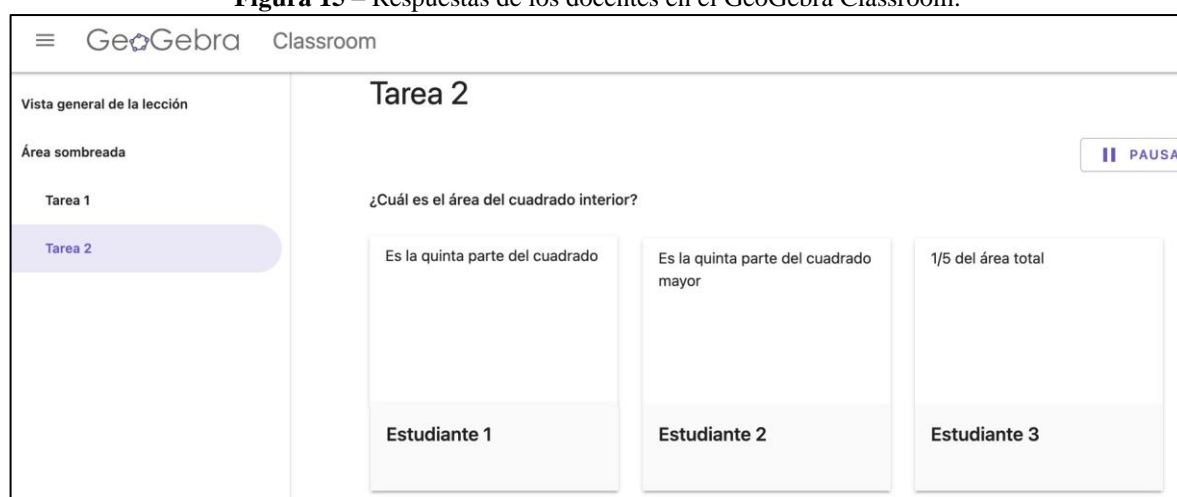 Figura 15 – Respuestas de los docentes en el GeoGebra Classroom.
GeoGebra Classroom
Vista general de la lección
Área sombreada
Tarea 1
Tarea 2
Tarea 2
PAUSA
¿Cuál es el área del cuadrado interior?
Es la quinta parte del cuadrado
Estudiante 1
Es la quinta parte del cuadrado
mayor
Estudiante 2
1/5 del área total
Estudiante 3